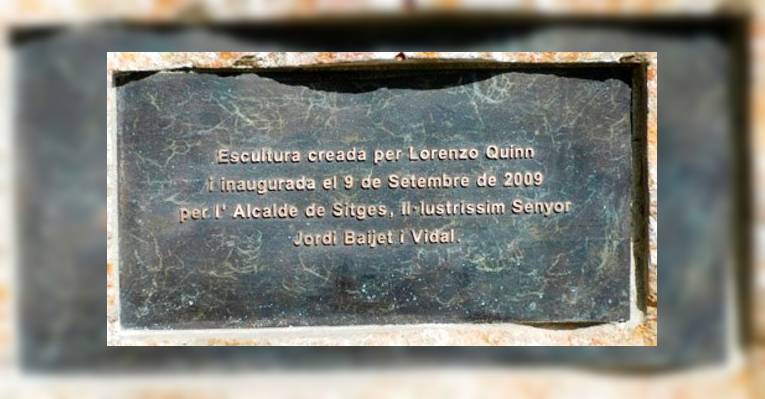 Escultura creada per Lorenzo Quinn
i inaugurada el 9 de Setembre de 2009
per l' Alcalde de Sitges, Il·lustrissim Senyor
Jordi Baijet i Vidal.